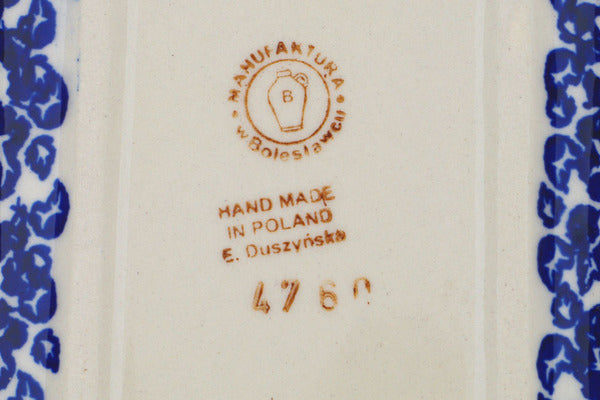 MANUFAKTURA
w Bolesławcu
B
HAND MADE
IN POLAND
E. Duszyńska
4760